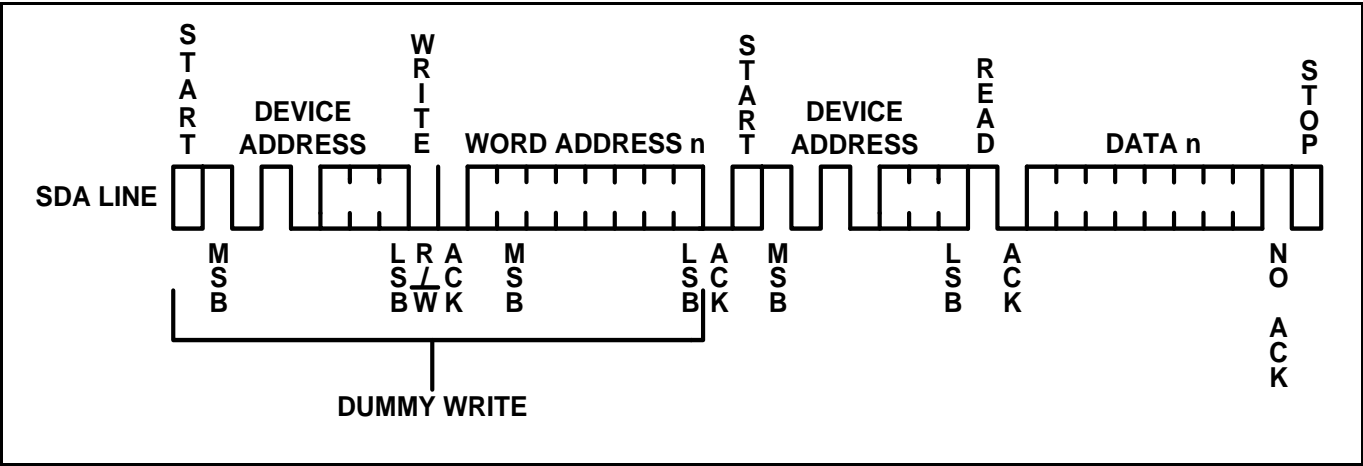 START
WRITE
START
READ
STOP
DEVICE
ADDRESS
WORD ADDRESS n
DEVICE
ADDRESS
DATA n
SDA LINE
MSB
LSB
R/W
ACK
MSB
LSB
ACK
MSB
LSB
ACK
NO ACK
DUMMY WRITE